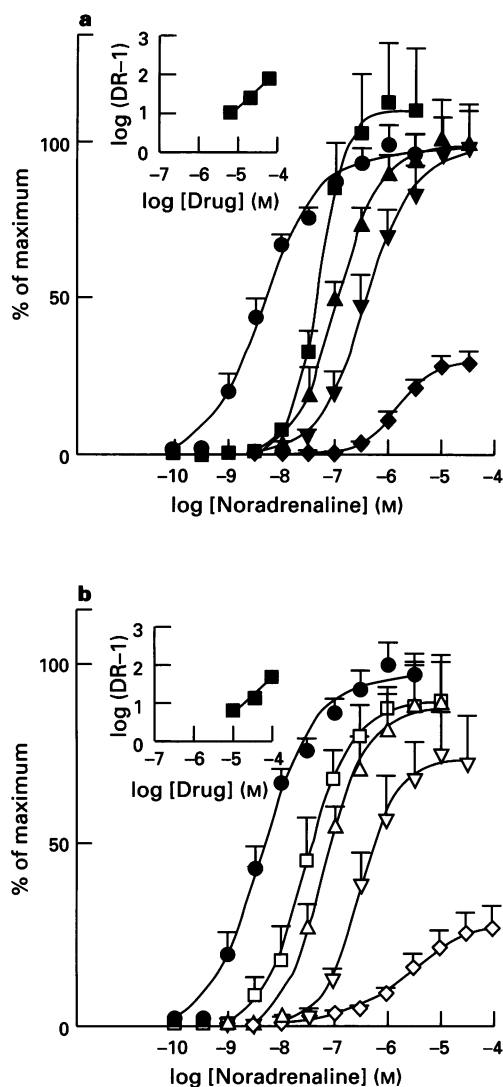 a
log (DR–1)
3
2
1
0
–7 –6 –5 –4
log [Drug] (M)
% of maximum
100
50
0
–10 –9 –8 –7 –6 –5 –4
log [Noradrenaline] (M)
b
log (DR–1)
3
2
1
0
–7 –6 –5 –4 –3 –2
log [Drug] (M)
% of maximum
100
50
0
–10 –9 –8 –7 –6 –5 –4
log [Noradrenaline] (M)